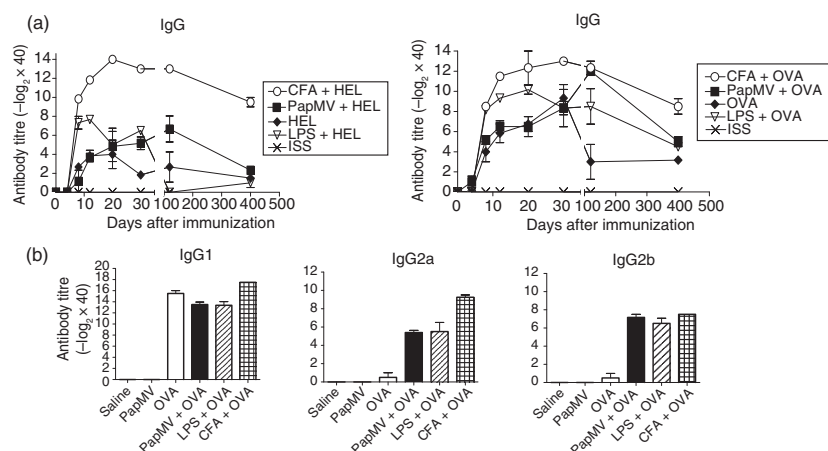 (a)
IgG
Antibody titre (–log2 × 40)
14
12
10
8
6
4
2
0
0 10 20 30 100 200 300 400 500
Days after immunization
CFA + HEL
PapMV + HEL
HEL
LPS + HEL
ISS
IgG
Antibody titre (–log2 × 40)
14
12
10
8
6
4
2
0
0 10 20 30 100 200 300 400 500
Days after immunization
CFA + OVA
PapMV + OVA
OVA
LPS + OVA
ISS
(b)
IgG1
Antibody titre
(–log2 × 40)
20
18
16
14
12
10
8
6
4
2
0
Saline
PapMV
OVA
PapMV + OVA
LPS + OVA
CFA + OVA
IgG2a
12
10
8
6
4
2
0
Saline
PapMV
OVA
PapMV + OVA
LPS + OVA
CFA + OVA
IgG2b
12
10
8
6
4
2
0
Saline
PapMV
OVA
PapMV + OVA
LPS + OVA
CFA + OVA